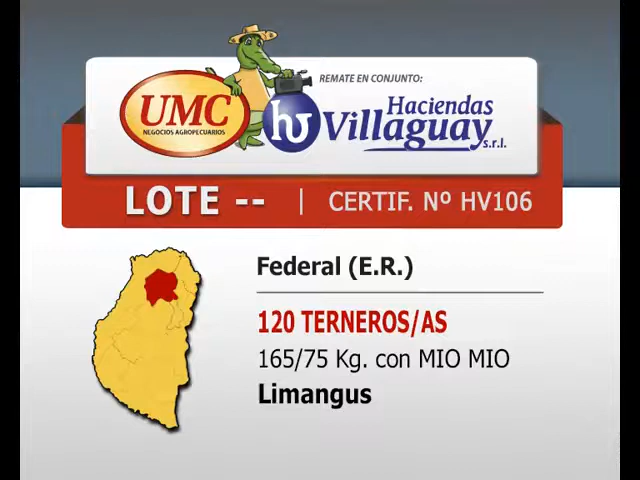 REMATE EN CONJUNTO:
UMC
NEGOCIOS AGROPECUARIOS
hv
Haciendas
Villaguay
s.r.l.
LOTE -- | CERTIF. Nº HV106
Federal (E.R.)
120 TERNEROS/AS
165/75 Kg. con MIO MIO
Limangus